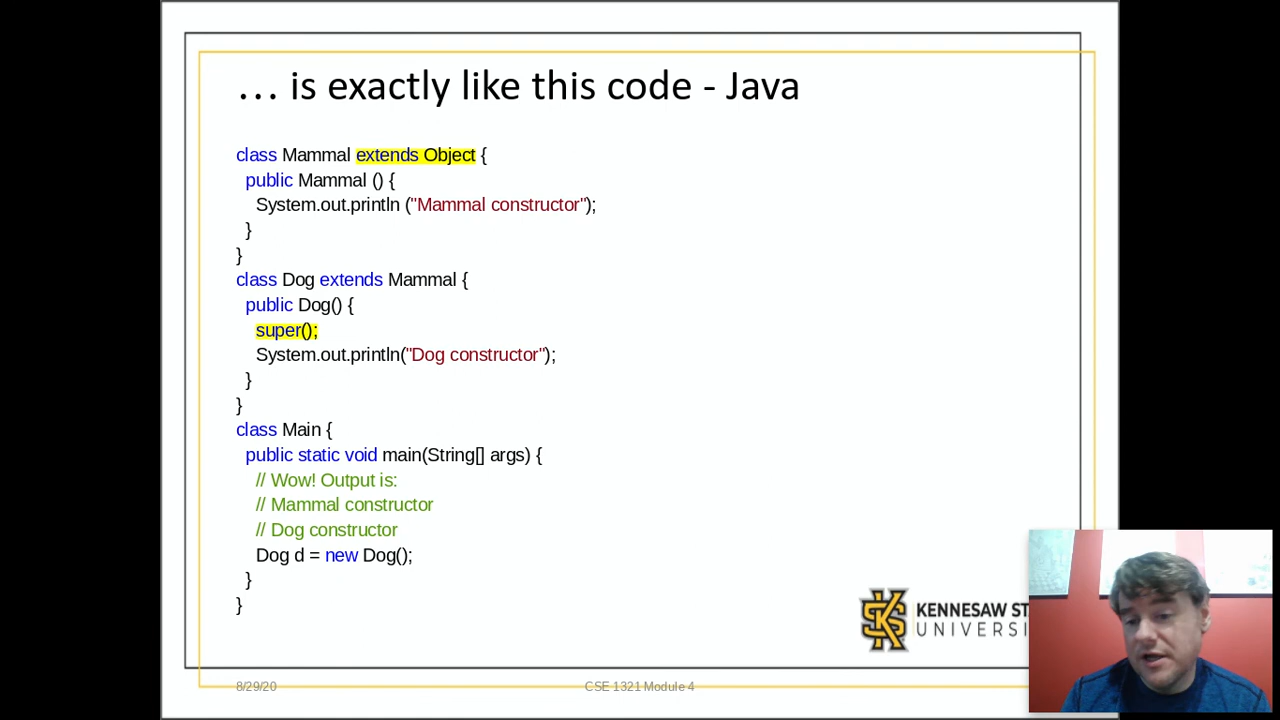 ... is exactly like this code - Java
class Mammal extends Object {
public Mammal () {
System.out.println ("Mammal constructor");
}
}
class Dog extends Mammal {
public Dog() {
super();
System.out.println("Dog constructor");
}
}
class Main {
public static void main(String[] args) {
// Wow! Output is:
// Mammal constructor
// Dog constructor
Dog d = new Dog();
}
}
KENNESAW ST
UNIVERSI
8/29/20
CSE 1321 Module 4